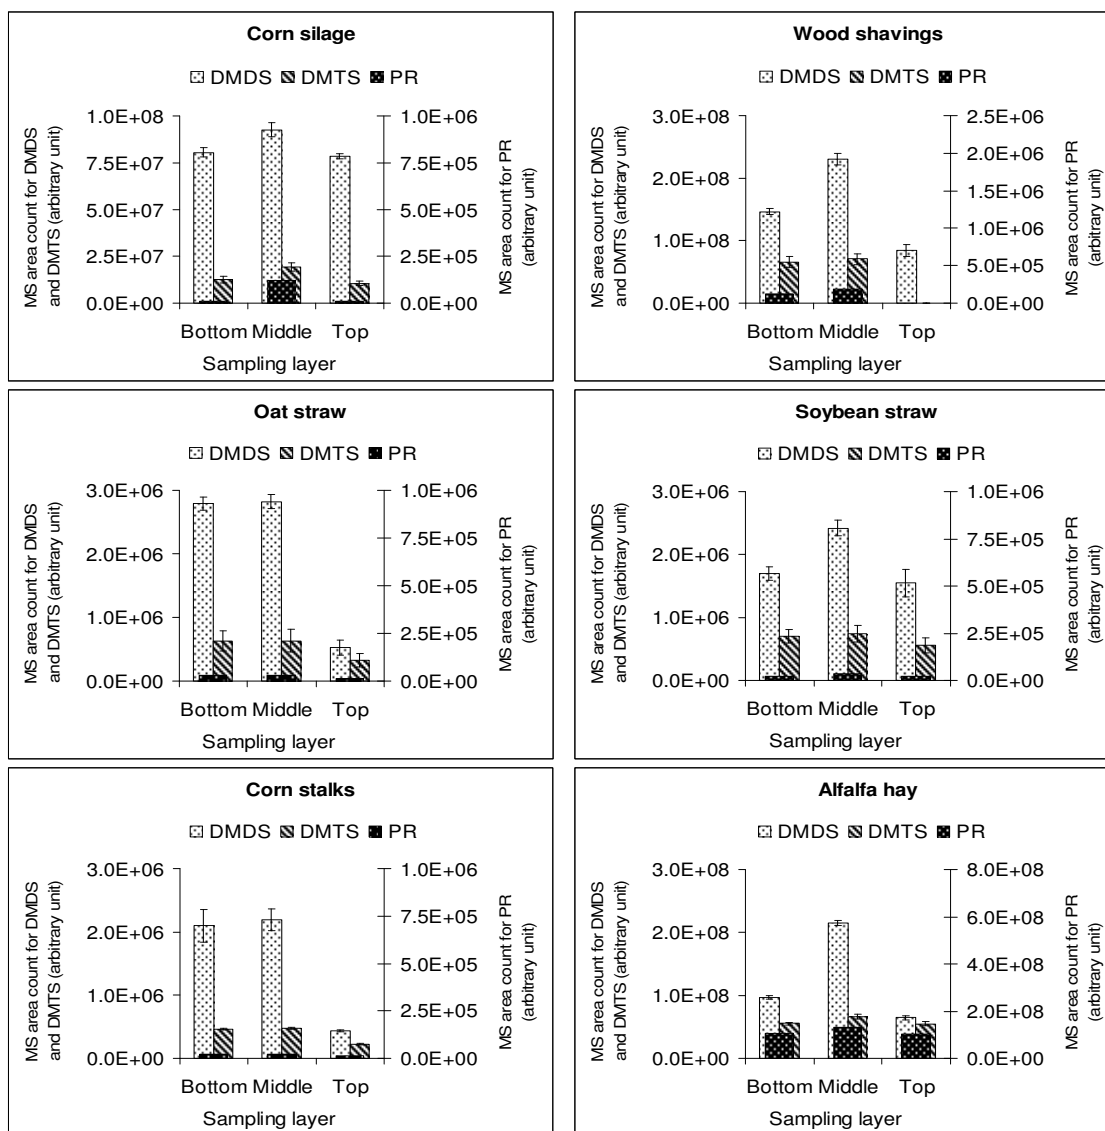 Corn silage
DMDS DMTS PR
MS area count for DMDS
and DMTS (arbitrary unit)
1.0E+08
7.5E+07
5.0E+07
2.5E+07
0.0E+00
1.0E+06
7.5E+05
5.0E+05
2.5E+05
0.0E+00
MS area count for PR
(arbitrary unit)
Bottom Middle Top
Sampling layer
Wood shavings
DMDS DMTS PR
MS area count for DMDS
and DMTS (arbitrary unit)
3.0E+08
2.0E+08
1.0E+08
0.0E+00
2.5E+06
2.0E+06
1.5E+06
1.0E+06
5.0E+05
0.0E+00
MS area count for PR
(arbitrary unit)
Bottom Middle Top
Sampling layer
Oat straw
DMDS DMTS PR
MS area count for DMDS
and DMTS (arbitrary unit)
3.0E+06
2.0E+06
1.0E+06
0.0E+00
1.0E+06
7.5E+05
5.0E+05
2.5E+05
0.0E+00
MS area count for PR
(arbitrary unit)
Bottom Middle Top
Sampling layer
Soybean straw
DMDS DMTS PR
MS area count for DMDS
and DMTS (arbitrary unit)
3.0E+06
2.0E+06
1.0E+06
0.0E+00
1.0E+06
7.5E+05
5.0E+05
2.5E+05
0.0E+00
MS area count for PR
(arbitrary unit)
Bottom Middle Top
Sampling layer
Corn stalks
DMDS DMTS PR
MS area count for DMDS
and DMTS (arbitrary unit)
3.0E+06
2.0E+06
1.0E+06
0.0E+00
1.0E+06
7.5E+05
5.0E+05
2.5E+05
0.0E+00
MS area count for PR
(arbitrary unit)
Bottom Middle Top
Sampling layer
Alfalfa hay
DMDS DMTS PR
MS area count for DMDS
and DMTS (arbitrary unit)
3.0E+08
2.0E+08
1.0E+08
0.0E+00
8.0E+08
6.0E+08
4.0E+08
2.0E+08
0.0E+00
MS area count for PR
(arbitrary unit)
Bottom Middle Top
Sampling layer